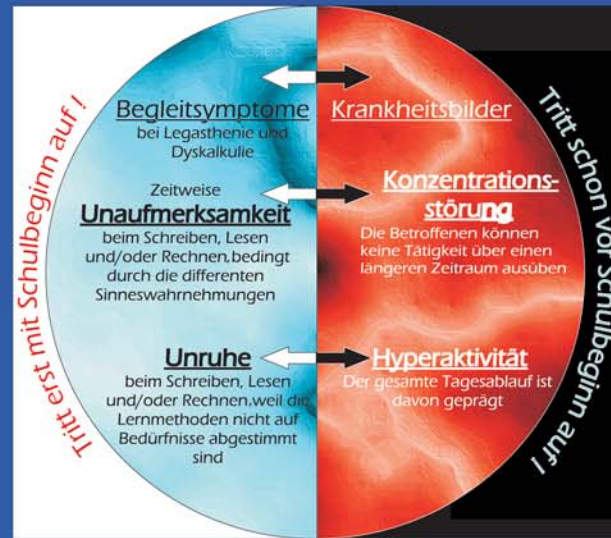 Tritt erst mit Schulbeginn auf !
Begleitsymptome
bei Legasthenie und
Dyskalkulie
Zeitweise
Unaufmerksamkeit
beim Schreiben, Lesen
und/oder Rechnen, bedingt
durch die differenten
Sinneswahrnehmungen
Unruhe
beim Schreiben, Lesen
und/oder Rechnen, weil die
Lernmethoden nicht auf
Bedürfnisse abgestimmt
sind
Krankheitsbilder
Konzentrations-
störung
Die Betroffenen können
keine Tätigkeit über einen
längeren Zeitraum ausüben
Hyperaktivität
Der gesamte Tagesablauf ist
davon geprägt
Tritt schon vor Schulbeginn auf !